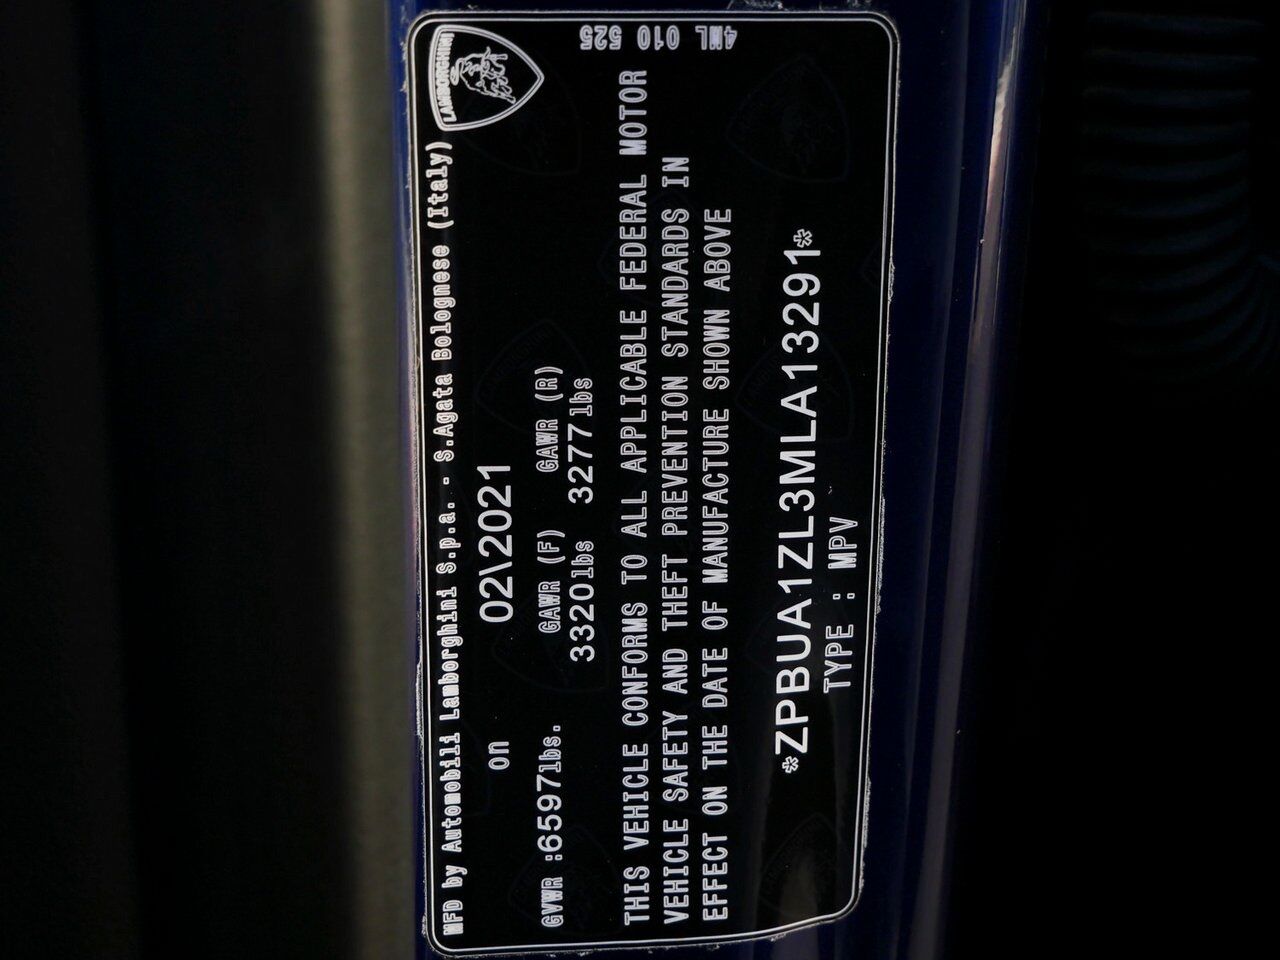 LAMBORGHINI
4ML 010 525
MFD by Automobili Lamborghini S.p.a. - S.Agata Bolognese (Italy)
on 02\2021
GVWR :6597lbs. GAWR (F) GAWR (R)
3320lbs 3277lbs
THIS VEHICLE CONFORMS TO ALL APPLICABLE FEDERAL MOTOR
VEHICLE SAFETY AND THEFT PREVENTION STANDARDS IN
EFFECT ON THE DATE OF MANUFACTURE SHOWN ABOVE
*ZPBUA1ZL3MLA13291*
TYPE : MPV